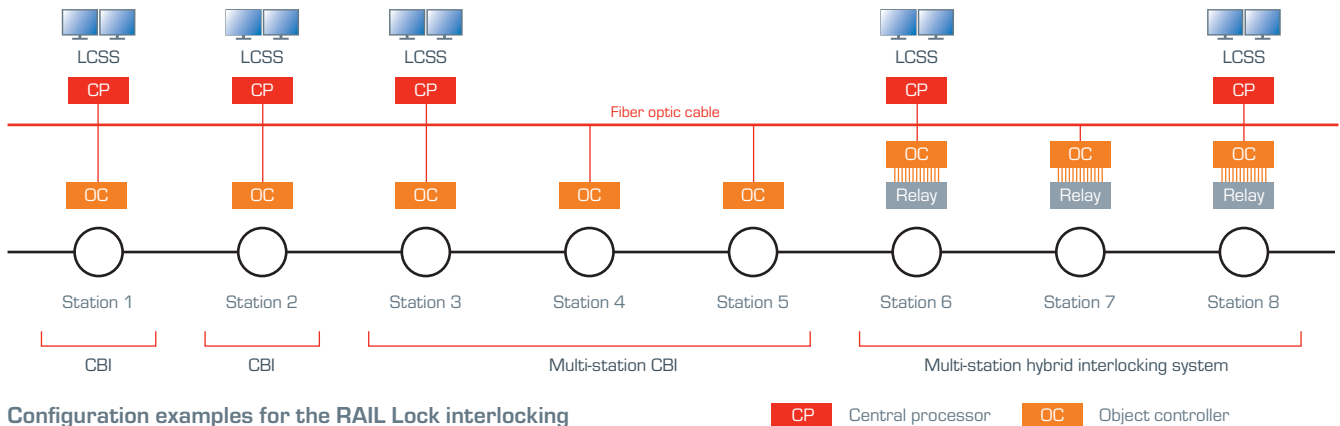 LCSS LCSS LCSS LCSS LCSS
CP CP CP CP CP
Fiber optic cable
OC OC OC
OC OC OC OC OC
Relay Relay Relay
Station 1 Station 2 Station 3 Station 4 Station 5 Station 6 Station 7 Station 8
CBI CBI Multi-station CBI Multi-station hybrid interlocking system
Configuration examples for the RAIL Lock interlocking CP Central processor OC Object controller